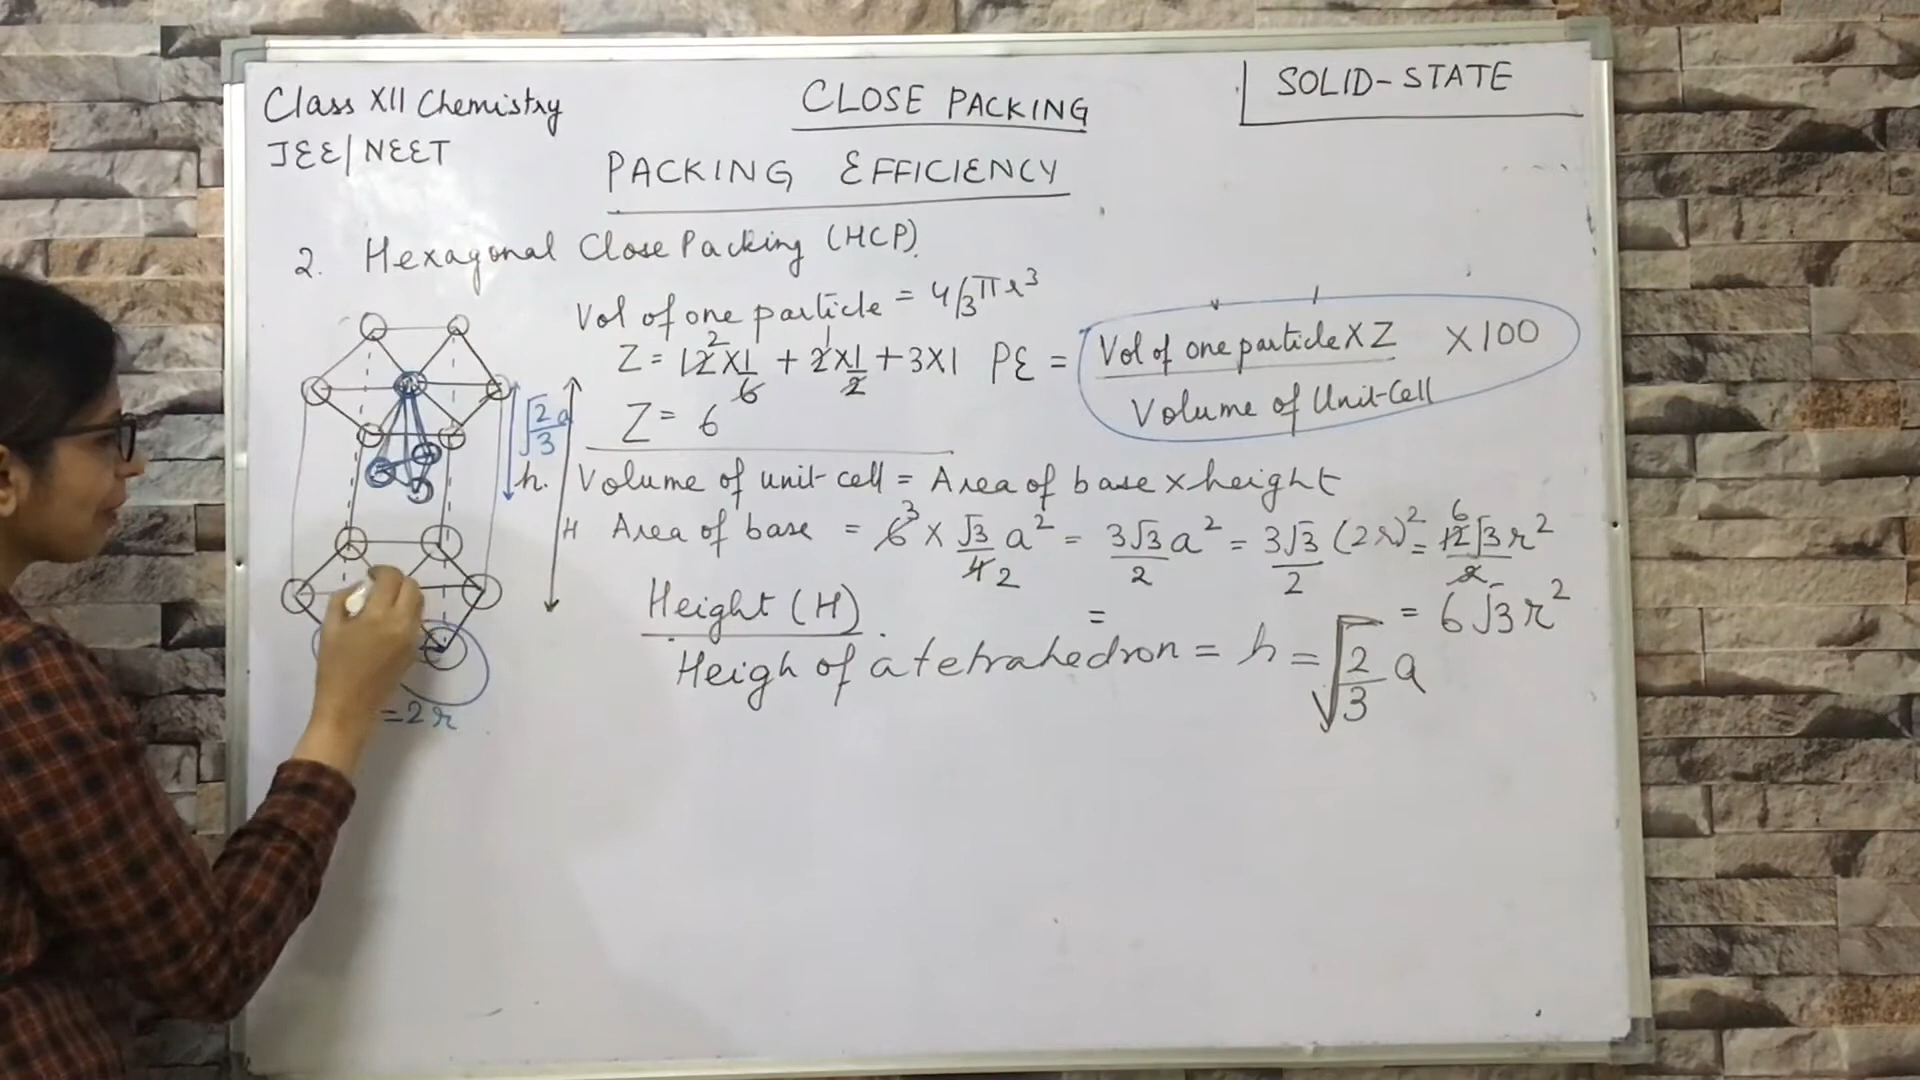 Class XII Chemistry
JEE/NEET
CLOSE PACKING
SOLID-STATE
PACKING EFFICIENCY
2. Hexagonal Close Packing (HCP).
Vol of one particle = 4/3 πr³
Z = 12² × 1/6 + 2¹ × 1/2 + 3×1
Z = 6
PE = Vol of one particle X Z / Volume of Unit-Cell × 100
√2/3 a
h.
H
Volume of unit-cell = Area of base × height
Area of base = 6³ × √3/4 2 a² = 3√3/2 a² = 3√3/2 (2r)² = 12 6 √3 r²/2
= 6√3 r²
Height (H)
=
Heigh of a tetrahedron = h = √2/3 a
=2r